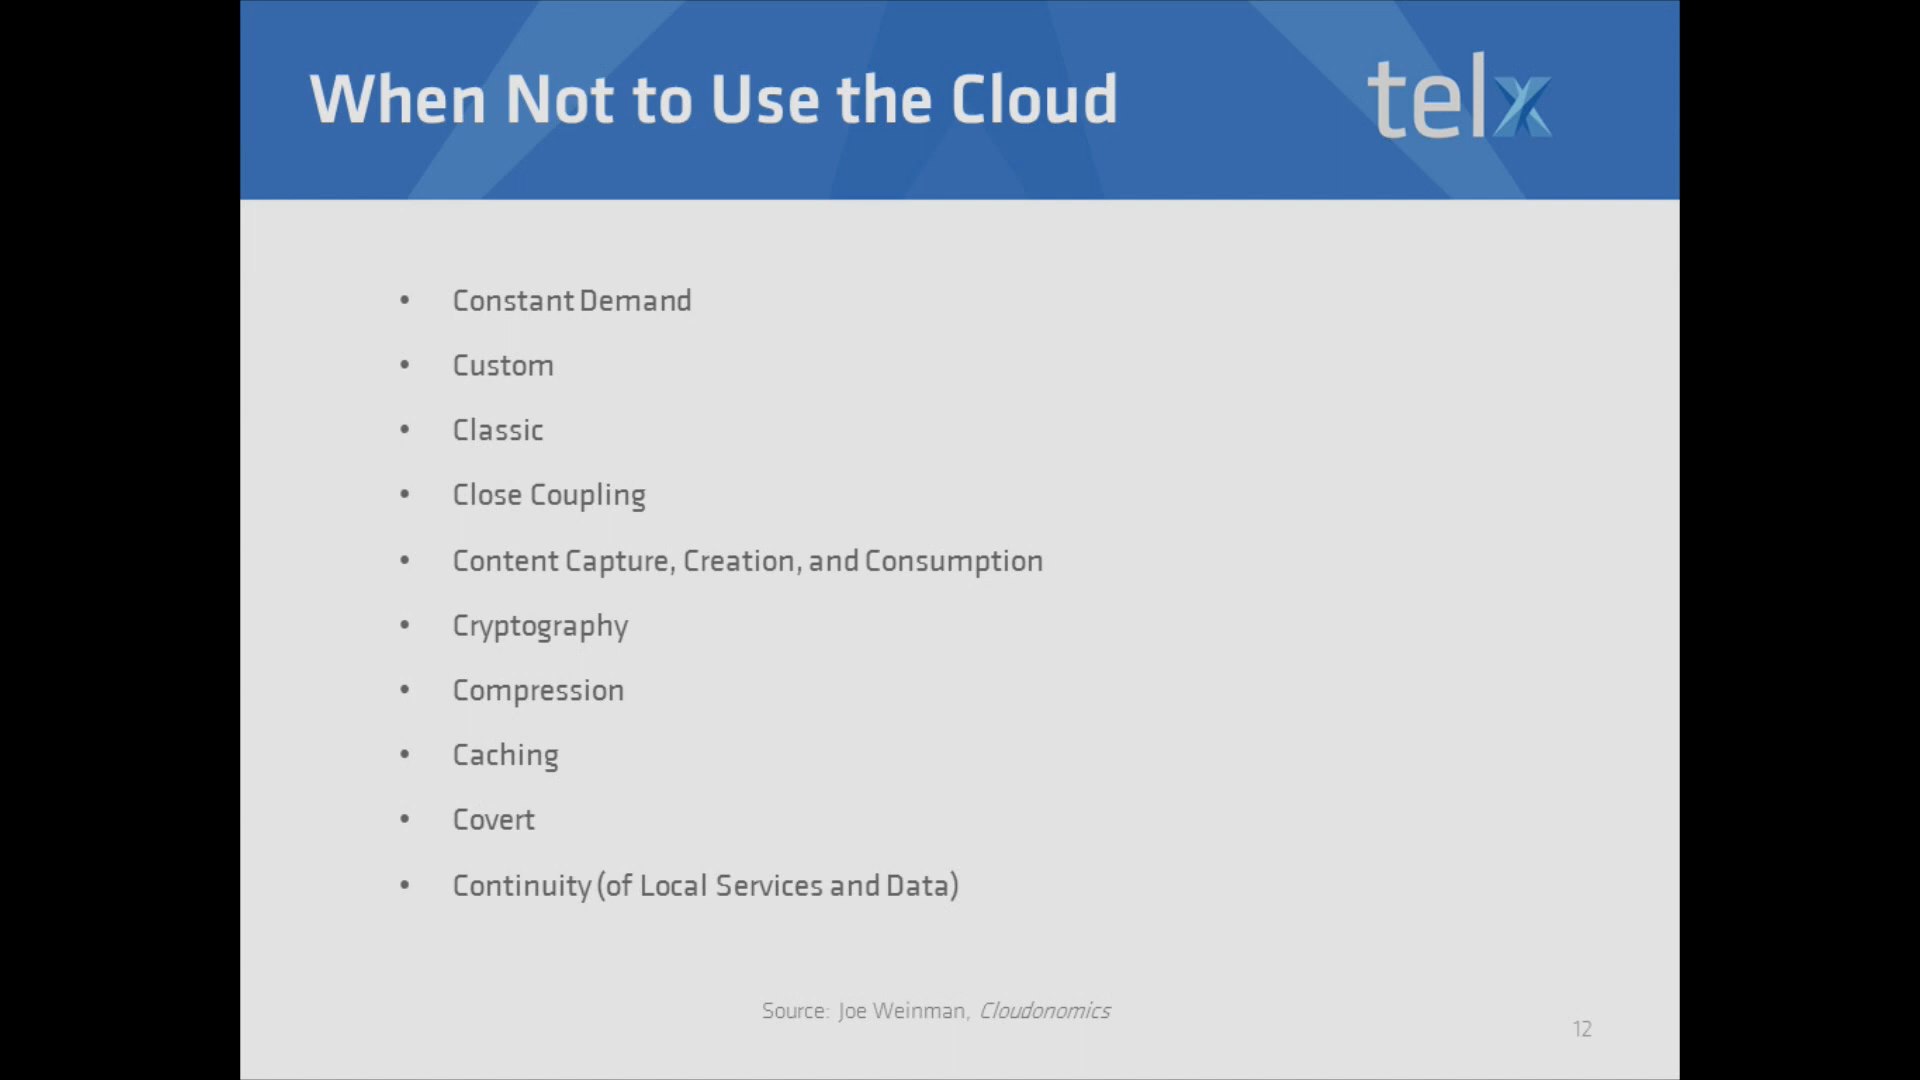 When Not to Use the Cloud
telx
• Constant Demand
• Custom
• Classic
• Close Coupling
• Content Capture, Creation, and Consumption
• Cryptography
• Compression
• Caching
• Covert
• Continuity (of Local Services and Data)
Source: Joe Weinman, Cloudonomics
12